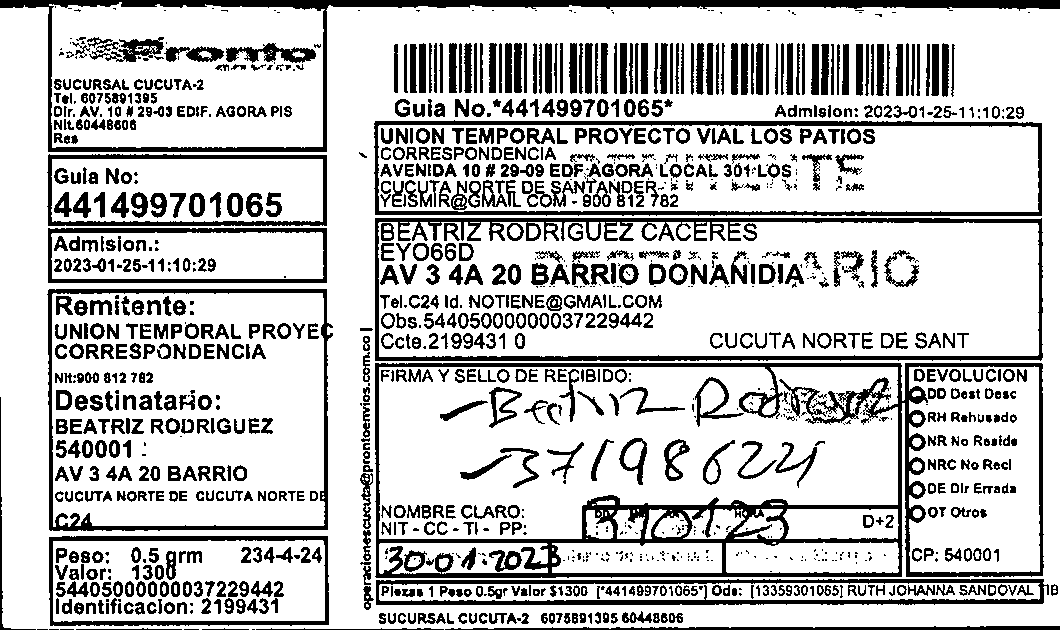 Pronto
SUCURSAL CUCUTA-2
Tel. 6075891395
Dir. AV. 10 # 29-03 EDIF. AGORA PIS
Nit.60448606
Res
Guia No:
441499701065
Admision.:
2023-01-25-11:10:29
Remitente:
UNION TEMPORAL PROYEC
CORRESPONDENCIA
Nit:900 812 782
Destinatario:
BEATRIZ RODRIGUEZ
540001 :
AV 3 4A 20 BARRIO
CUCUTA NORTE DE CUCUTA NORTE DE
C24
Peso: 0.5 grm 234-4-24
Valor: 1300
54405000000037229442
Identificacion: 2199431
operacionescucuta@prontoenvios.com.co |
Guia No.*441499701065*
Admision: 2023-01-25-11:10:29
UNION TEMPORAL PROYECTO VIAL LOS PATIOS
CORRESPONDENCIA
AVENIDA 10 # 29-09 EDF AGORA LOCAL 301 LOS
CUCUTA NORTE DE SANTANDER-
YEISMIR@GMAIL COM - 900 812 782
REMITENTE
BEATRIZ RODRIGUEZ CACERES
EYO66D
AV 3 4A 20 BARRIO DONANIDIA
DESTINATARIO
Tel.C24 Id. NOTIENE@GMAIL.COM
Obs.54405000000037229442
Ccte.2199431 0 CUCUTA NORTE DE SANT
FIRMA Y SELLO DE RECIBIDO:
Beatriz Rodriguez
NOMBRE CLARO:
NIT - CC - TI - PP:
HORA
D+2
30-01-2023
DEVOLUCION
DD Dest Desc
RH Rehusado
NR No Reside
NRC No Recl
DE Dir Errada
OT Otros
CP: 540001
Piezas 1 Peso 0.5gr Valor $1300 [*441499701065*] Ods: [13359301065] RUTH JOHANNA SANDOVAL TIB
SUCURSAL CUCUTA-2 6075891395 60448606